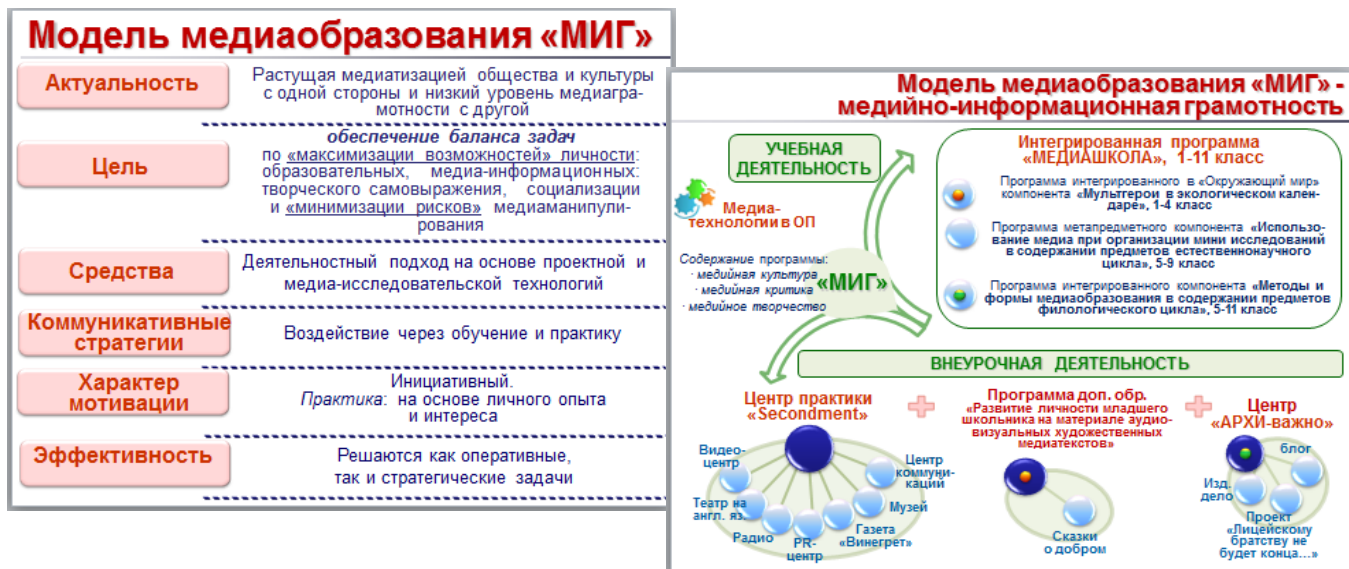 Модель медиаобразования «МИГ»
Актуальность
Растущая медиатизацией общества и культуры
с одной стороны и низкий уровень медиагра-
мотности с другой
Цель
обеспечение баланса задач
по «максимизации возможностей» личности:
образовательных, медиа-информационных:
творческого самовыражения, социализации
и «минимизации рисков» медиаманипули-
рования
Средства
Деятельностный подход на основе проектной и
медиа-исследовательской технологий
Коммуникативные
стратегии
Воздействие через обучение и практику
Характер
мотивации
Инициативный.
Практика: на основе личного опыта
и интереса
Эффективность
Решаются как оперативные,
так и стратегические задачи
Модель медиаобразования «МИГ» -
медийно-информационная грамотность
УЧЕБНАЯ
ДЕЯТЕЛЬНОСТЬ
Медиа-
технологии в ОП
Содержание программы:
· медийная культура
· медийная критика
· медийное творчество
«МИГ»
Интегрированная программа
«МЕДИАШКОЛА», 1-11 класс
Программа интегрированного в «Окружающий мир»
компонента «Мультгерои в экологическом кален-
даре», 1-4 класс
Программа метапредметного компонента «Использо-
вание медиа при организации мини исследований
в содержании предметов естественнонаучного
цикла», 5-9 класс
Программа интегрированного компонента «Методы и
формы медиаобразования в содержании предметов
филологического цикла», 5-11 класс
ВНЕУРОЧНАЯ ДЕЯТЕЛЬНОСТЬ
Центр практики
«Secondment»
Видео-
центр
Театр на
англ. яз.
Радио
PR-
центр
Газета
«Винегрет»
Музей
Центр
коммуни-
каций
Программа доп. обр.
«Развитие личности младшего
школьника на материале аудио-
визуальных художественных
медиатекстов»
Сказки
о добром
Центр
«АРХИ-важно»
блог
Изд.
дело
Проект
«Лицейскому
братству не
будет конца…»